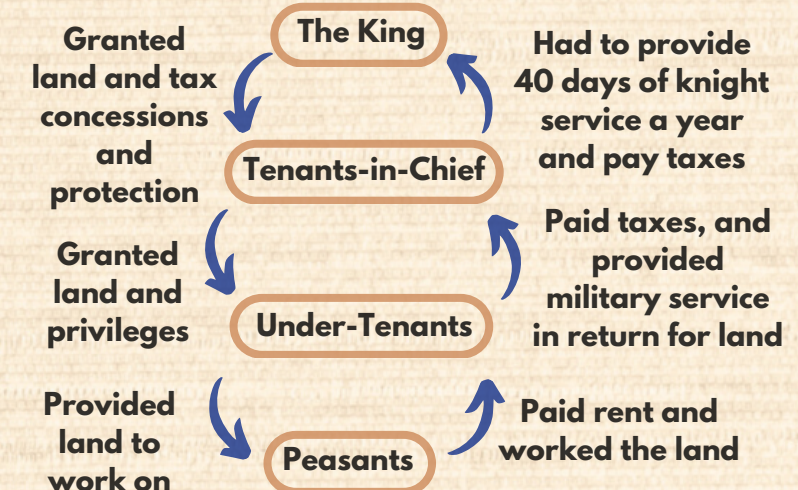 The King
Granted
land and tax
concessions
and
protection
Had to provide
40 days of knight
service a year
and pay taxes
Tenants-in-Chief
Granted
land and
privileges
Paid taxes, and
provided
military service
in return for land
Under-Tenants
Provided
land to
work on
Paid rent and
worked the land
Peasants